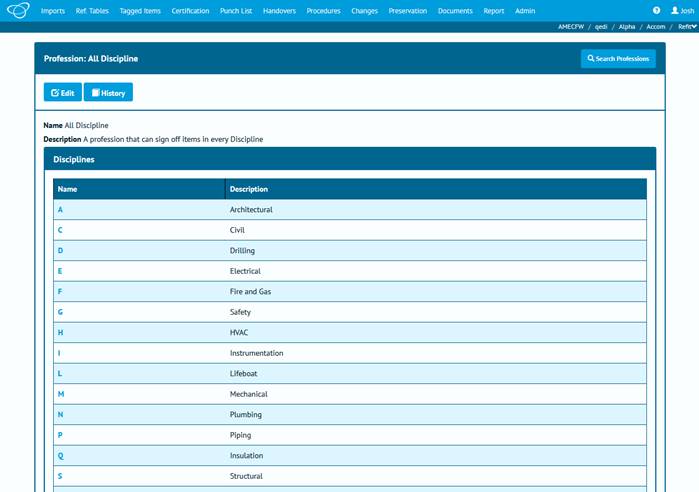 Imports Ref. Tables Tagged Items Certification Punch List Handovers Procedures Changes Preservation Documents Report Admin Josh
AMECFW / qedi / Alpha / Accom / Refit
Profession: All Discipline
Search Professions
Edit History
Name All Discipline
Description A profession that can sign off items in every Discipline
Disciplines
Name Description
A Architectural
C Civil
D Drilling
E Electrical
F Fire and Gas
G Safety
H HVAC
I Instrumentation
L Lifeboat
M Mechanical
N Plumbing
P Piping
Q Insulation
S Structural